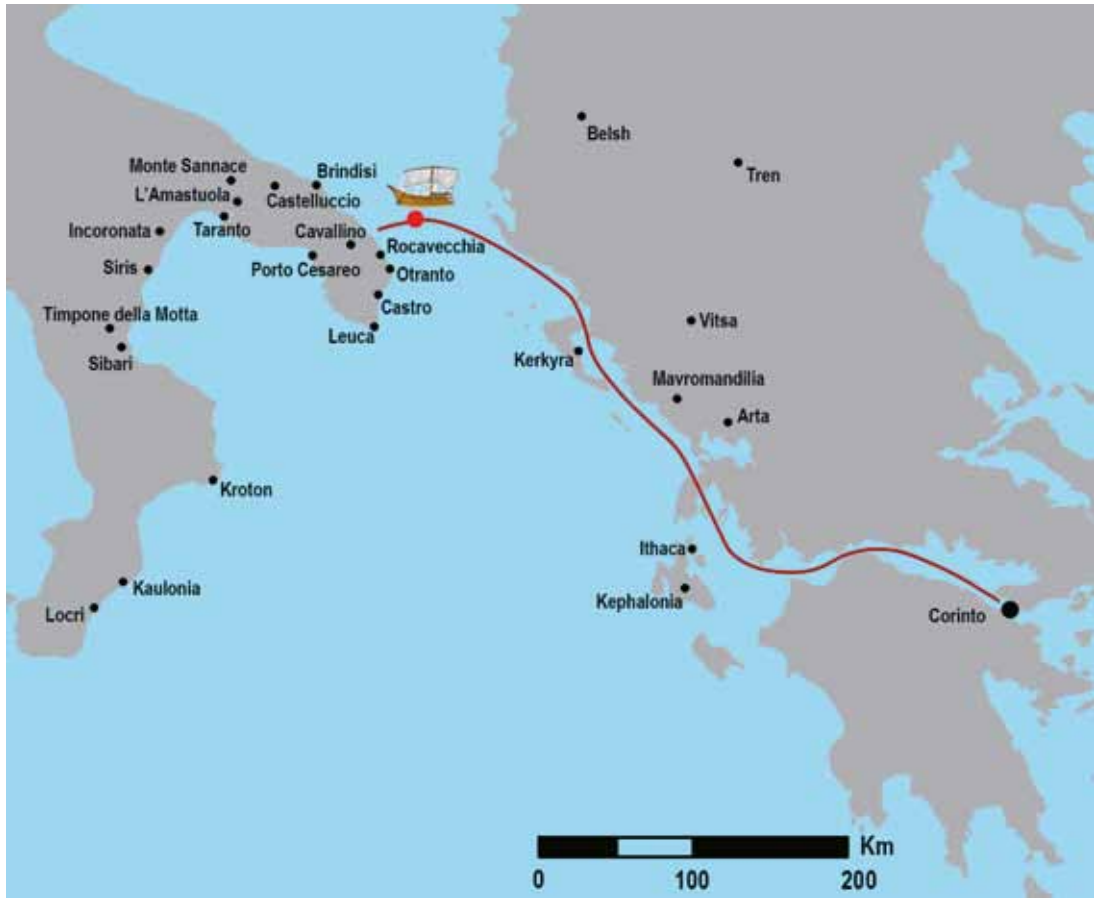 Belsh
Tren
Monte Sannace
Brindisi
L'Amastuola
Castelluccio
Taranto
Incoronata
Cavallino
Rocavecchia
Porto Cesareo
Otranto
Siris
Castro
Timpone della Motta
Leuca
Sibari
Vitsa
Kerkyra
Mavromandilia
Arta
Kroton
Ithaca
Kaulonia
Kephalonia
Locri
Corinto
Km
0 100 200